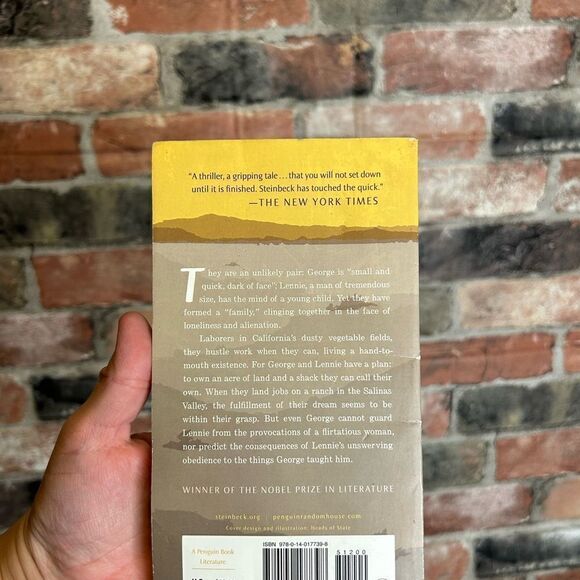 "A thriller, a gripping tale...that you will not set down
until it is finished. Steinbeck has touched the quick."
—THE NEW YORK TIMES
They are an unlikely pair: George is "small and
quick, dark of face"; Lennie, a man of tremendous
size, has the mind of a young child. Yet they have
formed a "family," clinging together in the face of
loneliness and alienation.
Laborers in California's dusty vegetable fields,
they hustle work when they can, living a hand-to-
mouth existence. For George and Lennie have a plan:
to own an acre of land and a shack they can call their
own. When they land jobs on a ranch in the Salinas
Valley, the fulfillment of their dream seems to be
within their grasp. But even George cannot guard
Lennie from the provocations of a flirtatious woman,
nor predict the consequences of Lennie's unswerving
obedience to the things George taught him.
WINNER OF THE NOBEL PRIZE IN LITERATURE
steinbeck.org | penguinrandomhouse.com
Cover design and illustration: Heads of State
A Penguin Book
Literature
ISBN 978-0-14-017739-8
51200